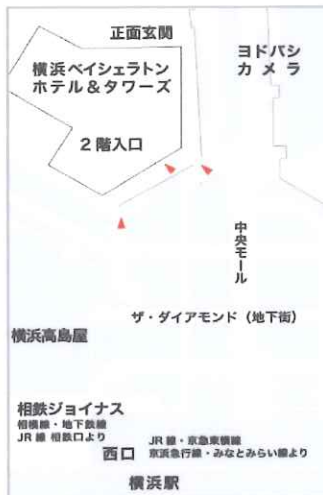 正面玄関
横浜ベイシェラトン
ホテル＆タワーズ
ヨドバシ
カメラ
2階入口
中央モール
ザ・ダイアモンド（地下街）
横浜高島屋
相鉄ジョイナス
相模線・地下鉄線
JR線 相鉄口より
西口
JR線・京急東横線
京浜急行線・みなとみらい線より
横浜駅